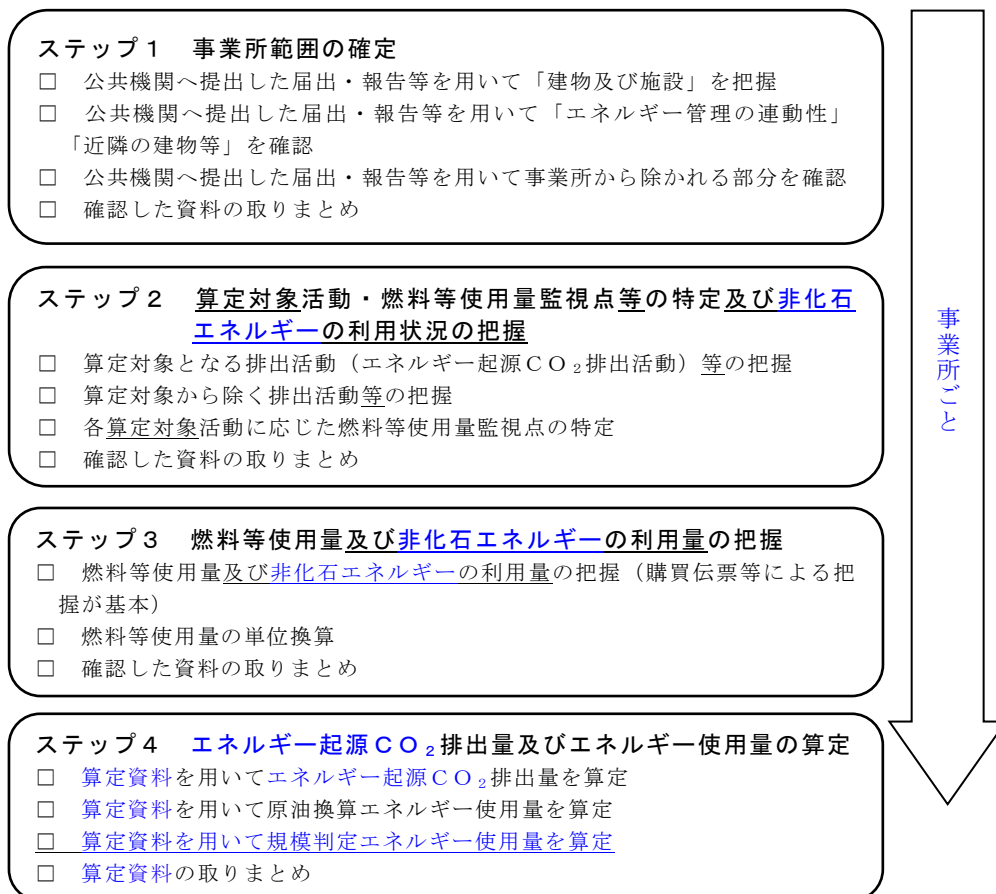 ステップ1 事業所範囲の確定
□ 公共機関へ提出した届出・報告等を用いて「建物及び施設」を把握
□ 公共機関へ提出した届出・報告等を用いて「エネルギー管理の連動性」
「近隣の建物等」を確認
□ 公共機関へ提出した届出・報告等を用いて事業所から除かれる部分を確認
□ 確認した資料の取りまとめ
ステップ2 算定対象活動・燃料等使用量監視点等の特定及び非化石
エネルギーの利用状況の把握
□ 算定対象となる排出活動(エネルギー起源CO₂排出活動)等の把握
□ 算定対象から除く排出活動等の把握
□ 各算定対象活動に応じた燃料等使用量監視点の特定
□ 確認した資料の取りまとめ
ステップ3 燃料等使用量及び非化石エネルギーの利用量の把握
□ 燃料等使用量及び非化石エネルギーの利用量の把握(購買伝票等による把
握が基本)
□ 燃料等使用量の単位換算
□ 確認した資料の取りまとめ
ステップ4 エネルギー起源CO₂排出量及びエネルギー使用量の算定
□ 算定資料を用いてエネルギー起源CO₂排出量を算定
□ 算定資料を用いて原油換算エネルギー使用量を算定
□ 算定資料を用いて規模判定エネルギー使用量を算定
□ 算定資料の取りまとめ
事業所ごと